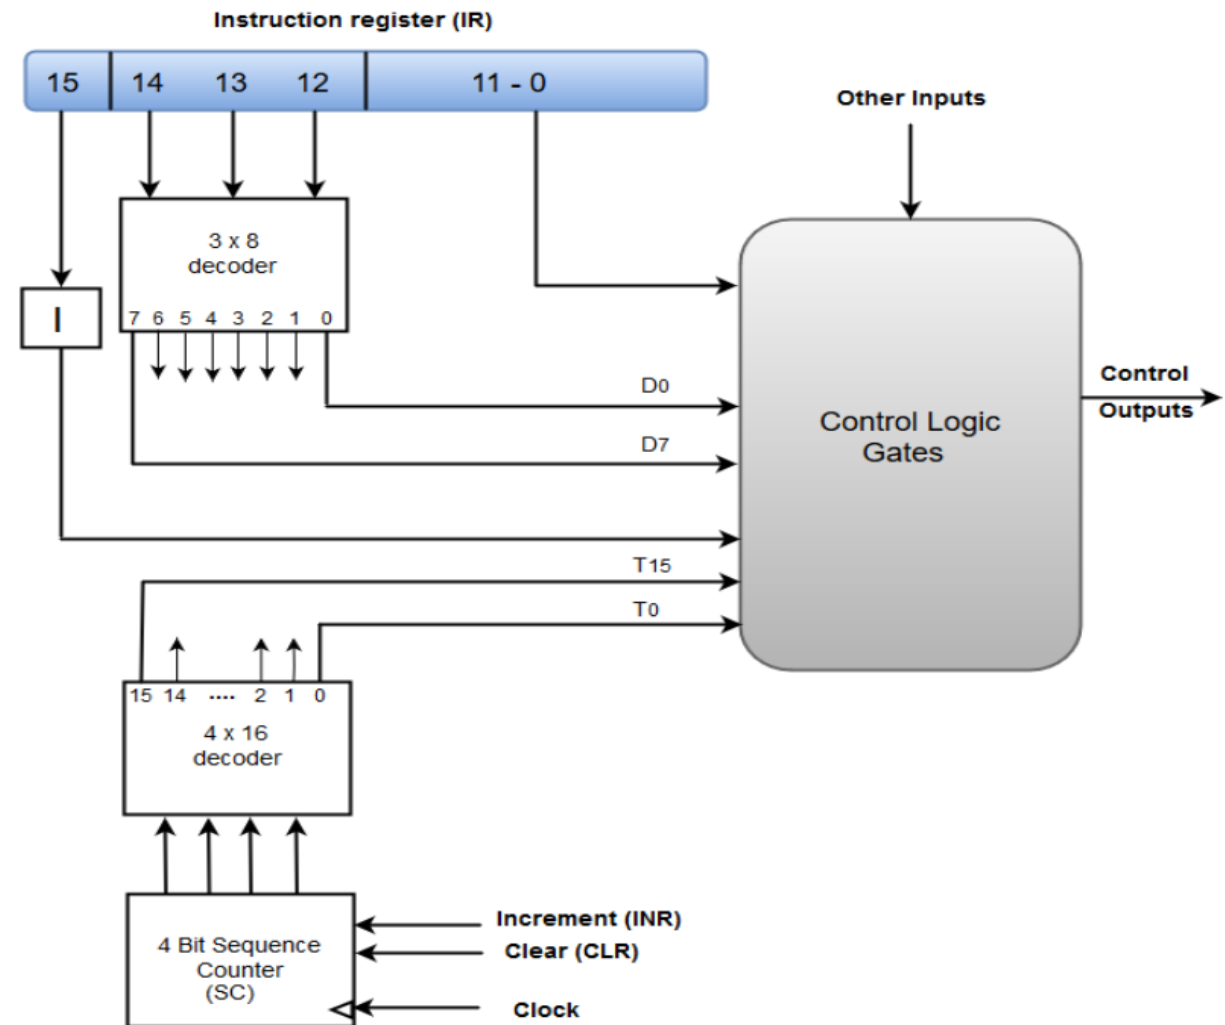 Instruction register (IR)
15 14 13 12 11 - 0
Other Inputs
3 x 8
decoder
7 6 5 4 3 2 1 0
I
D0
D7
Control Logic
Gates
Control
Outputs
T15
T0
15 14 .... 2 1 0
4 x 16
decoder
4 Bit Sequence
Counter
(SC)
Increment (INR)
Clear (CLR)
Clock